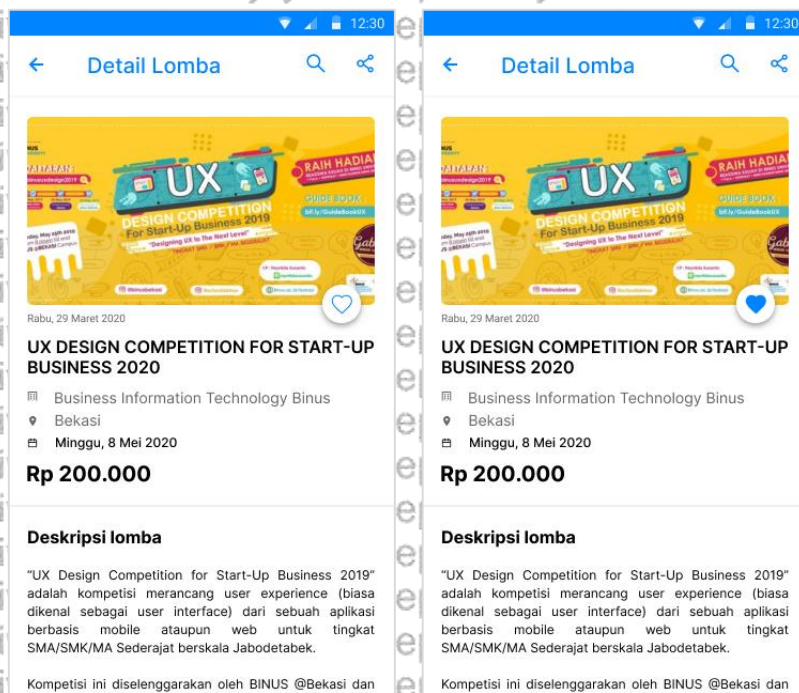 12:30
Detail Lomba
RAIH HADIAH
GUIDE BOOK
bit.ly/GuideBookUX
UX
DESIGN COMPETITION
For Start-Up Business 2019
"Designing UX to The Next Level"
Rabu, 29 Maret 2020
UX DESIGN COMPETITION FOR START-UP
BUSINESS 2020
Business Information Technology Binus
Bekasi
Minggu, 8 Mei 2020
Rp 200.000
Deskripsi lomba
"UX Design Competition for Start-Up Business 2019"
adalah kompetisi merancang user experience (biasa
dikenal sebagai user interface) dari sebuah aplikasi
berbasis mobile ataupun web untuk tingkat
SMA/SMK/MA Sederajat berskala Jabodetabek.
Kompetisi ini diselenggarakan oleh BINUS @Bekasi dan
12:30
Detail Lomba
RAIH HADIAH
GUIDE BOOK
bit.ly/GuideBookUX
UX
DESIGN COMPETITION
For Start-Up Business 2019
"Designing UX to The Next Level"
Rabu, 29 Maret 2020
UX DESIGN COMPETITION FOR START-UP
BUSINESS 2020
Business Information Technology Binus
Bekasi
Minggu, 8 Mei 2020
Rp 200.000
Deskripsi lomba
"UX Design Competition for Start-Up Business 2019"
adalah kompetisi merancang user experience (biasa
dikenal sebagai user interface) dari sebuah aplikasi
berbasis mobile ataupun web untuk tingkat
SMA/SMK/MA Sederajat berskala Jabodetabek.
Kompetisi ini diselenggarakan oleh BINUS @Bekasi dan